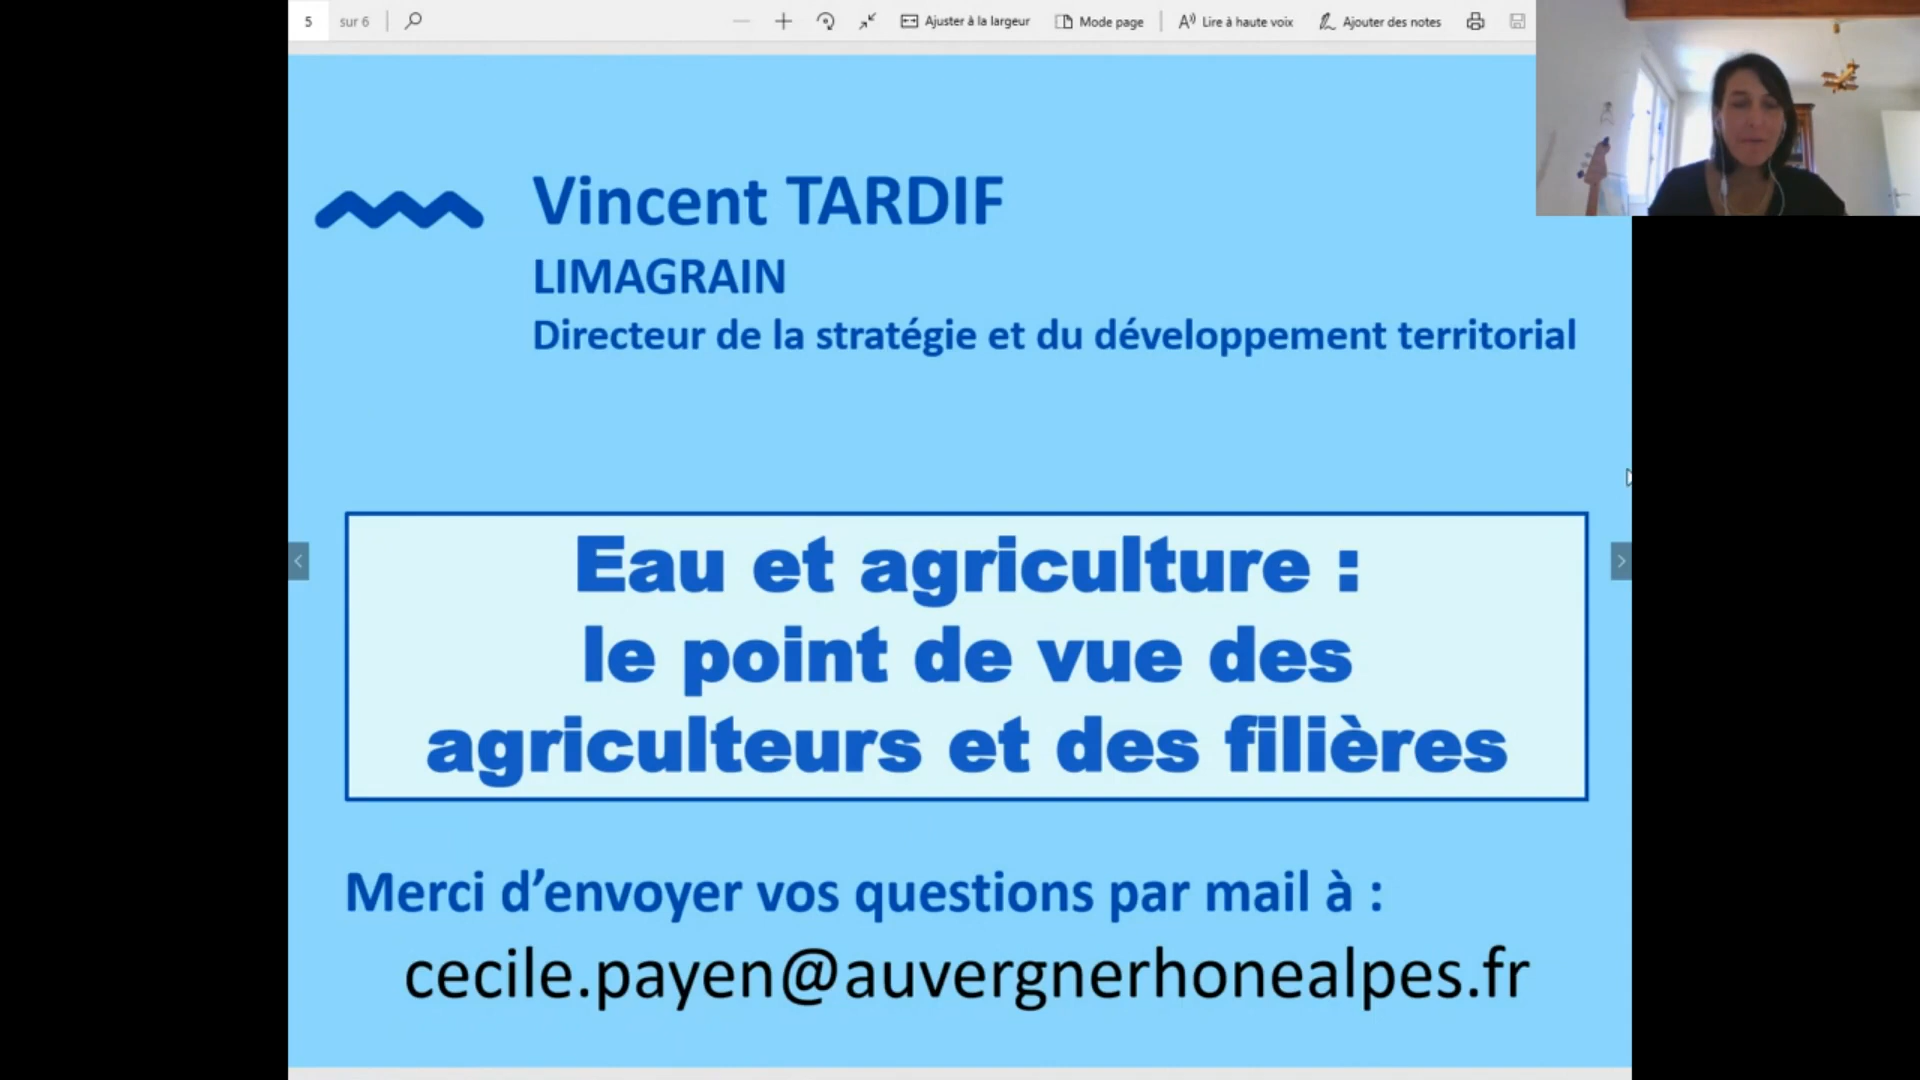 5 sur 6 Ajuster à la largeur Mode page Lire à haute voix Ajouter des notes
Vincent TARDIF
LIMAGRAIN
Directeur de la stratégie et du développement territorial
Eau et agriculture :
le point de vue des
agriculteurs et des filières
Merci d’envoyer vos questions par mail à :
cecile.payen@auvergnerhonealpes.fr